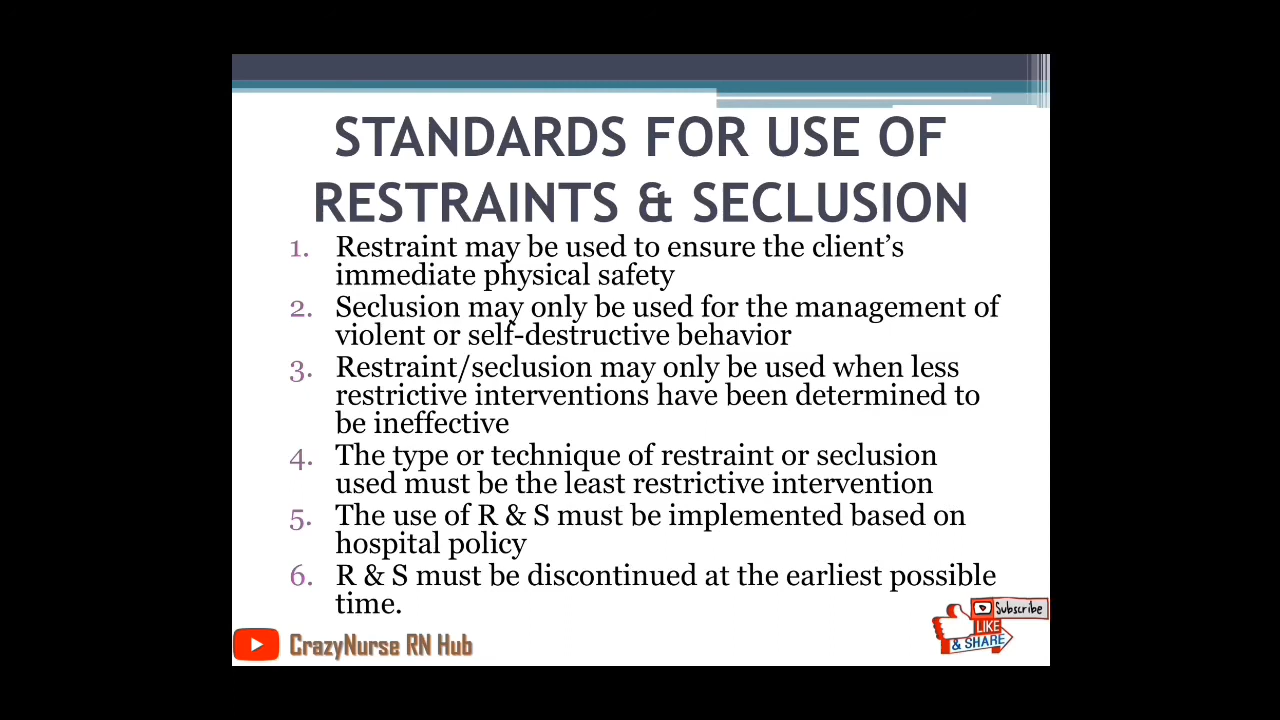 STANDARDS FOR USE OF
RESTRAINTS & SECLUSION
1. Restraint may be used to ensure the client’s
immediate physical safety
2. Seclusion may only be used for the management of
violent or self-destructive behavior
3. Restraint/seclusion may only be used when less
restrictive interventions have been determined to
be ineffective
4. The type or technique of restraint or seclusion
used must be the least restrictive intervention
5. The use of R & S must be implemented based on
hospital policy
6. R & S must be discontinued at the earliest possible
time.
Subscribe
LIKE
& SHARE
CrazyNurse RN Hub